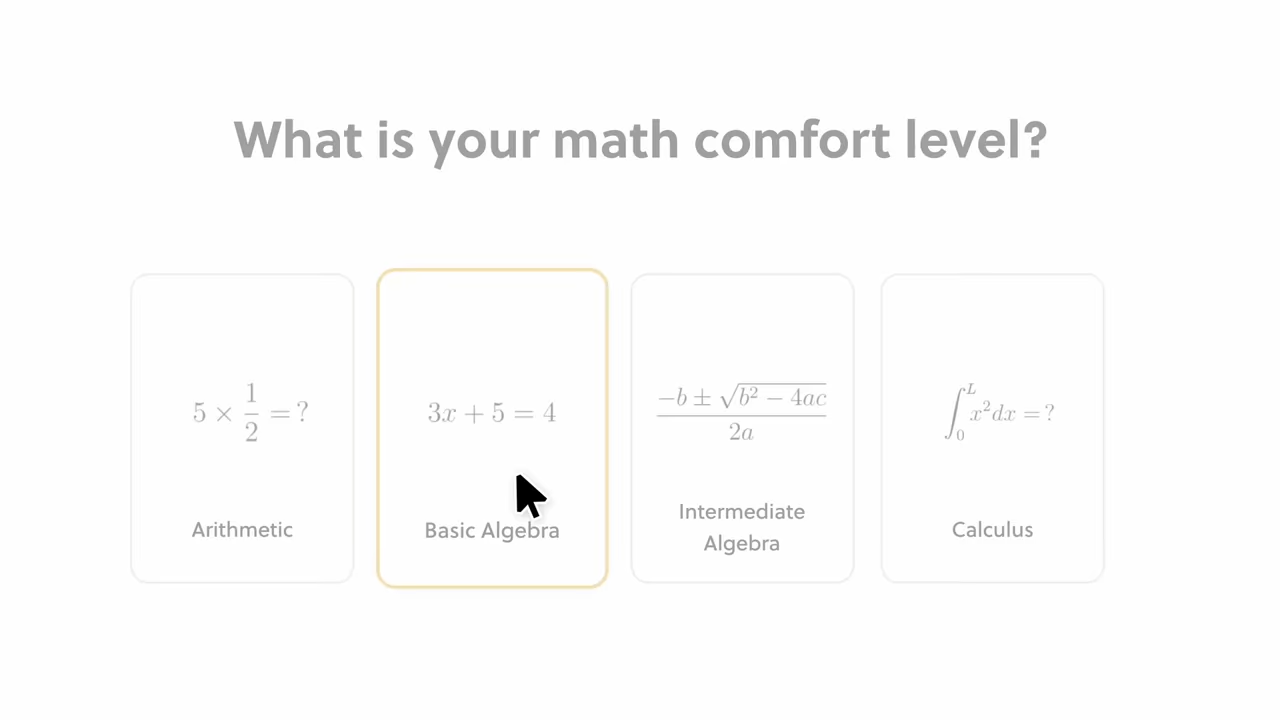 What is your math comfort level?
5 × 1/2 = ?
Arithmetic
3x + 5 = 4
Basic Algebra
−b ± √(b² − 4ac) / 2a
Intermediate
Algebra
∫₀ᴸ x²dx = ?
Calculus